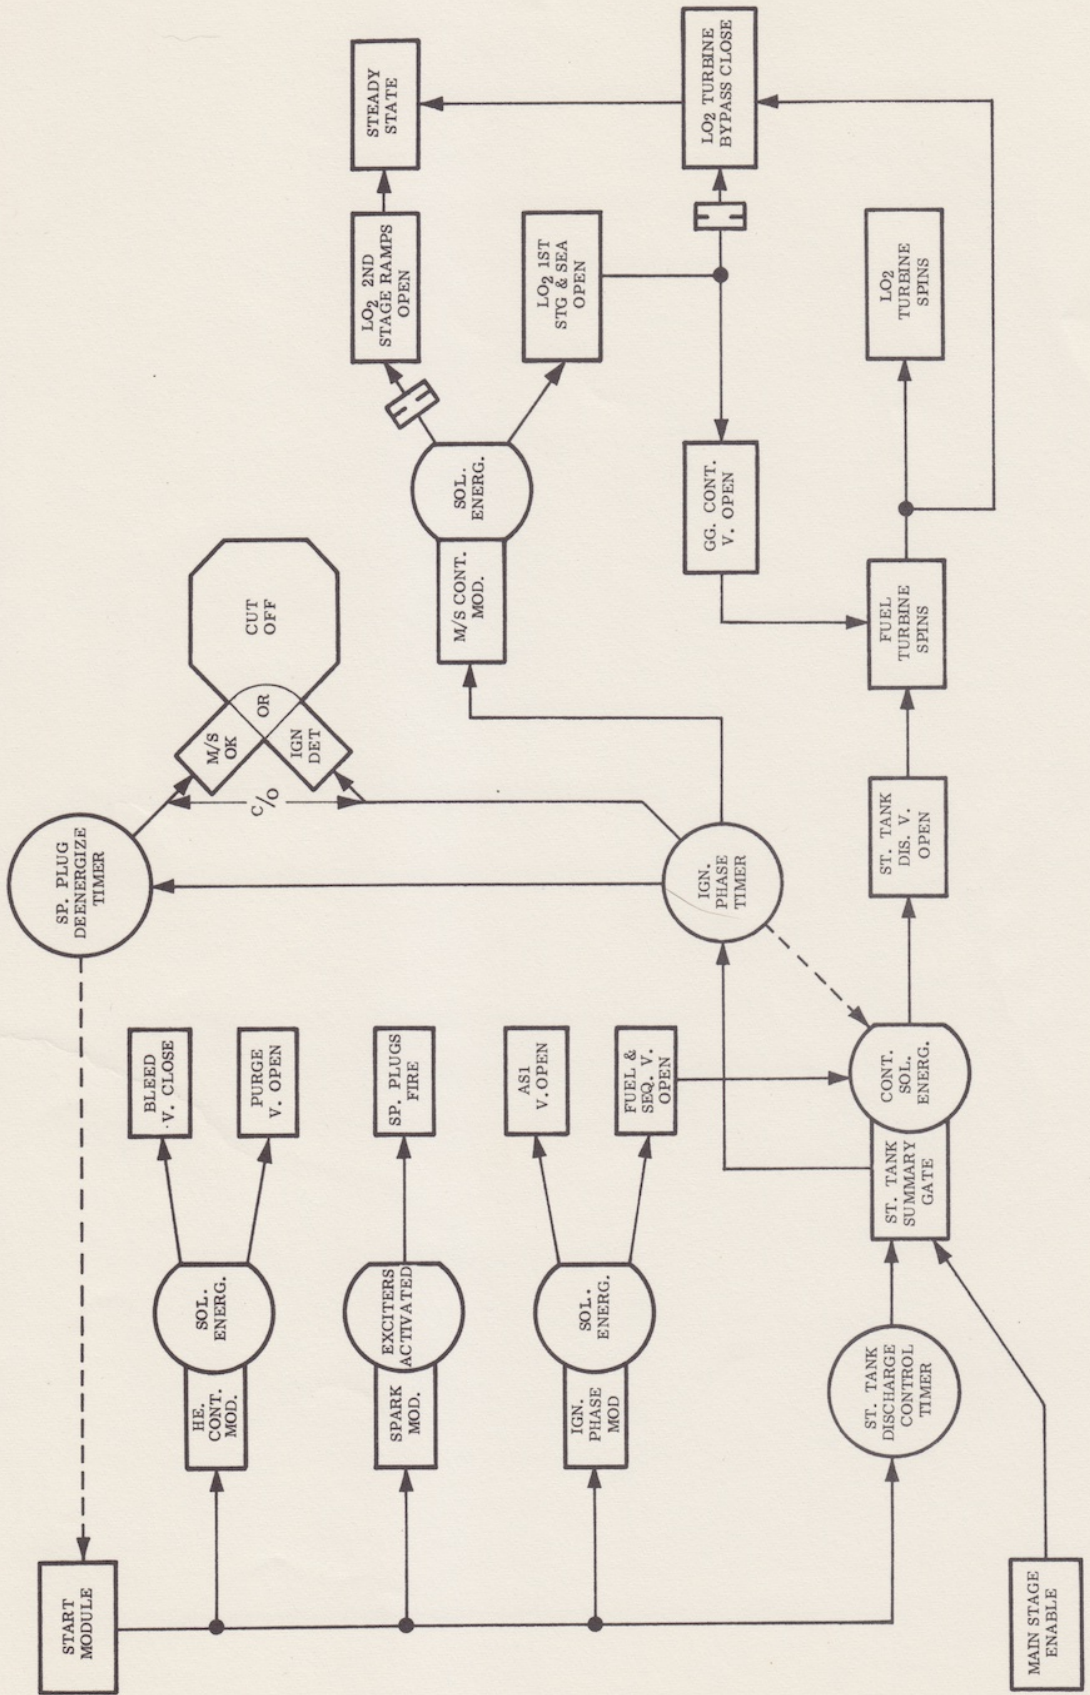 START
MODULE
HE.
CONT.
MOD.
SOL.
ENERG.
BLEED
V. CLOSE
PURGE
V. OPEN
SPARK
MOD.
EXCITERS
ACTIVATED
SP. PLUGS
FIRE
IGN.
PHASE
MOD
SOL.
ENERG.
AS1
V. OPEN
FUEL &
SEQ. V.
OPEN
ST. TANK
DISCHARGE
CONTROL
TIMER
MAIN STAGE
ENABLE
ST. TANK
SUMMARY
GATE
CONT.
SOL.
ENERG.
SP. PLUG
DEENERGIZE
TIMER
IGN.
PHASE
TIMER
C/O
M/S
OK
OR
IGN
DET
CUT
OFF
ST. TANK
DIS. V.
OPEN
FUEL
TURBINE
SPINS
M/S CONT.
MOD.
SOL.
ENERG.
GG. CONT.
V. OPEN
LO2 2ND
STAGE RAMPS
OPEN
LO2 1ST
STG & SEA
OPEN
LO2
TURBINE
SPINS
STEADY
STATE
LO2 TURBINE
BYPASS CLOSE